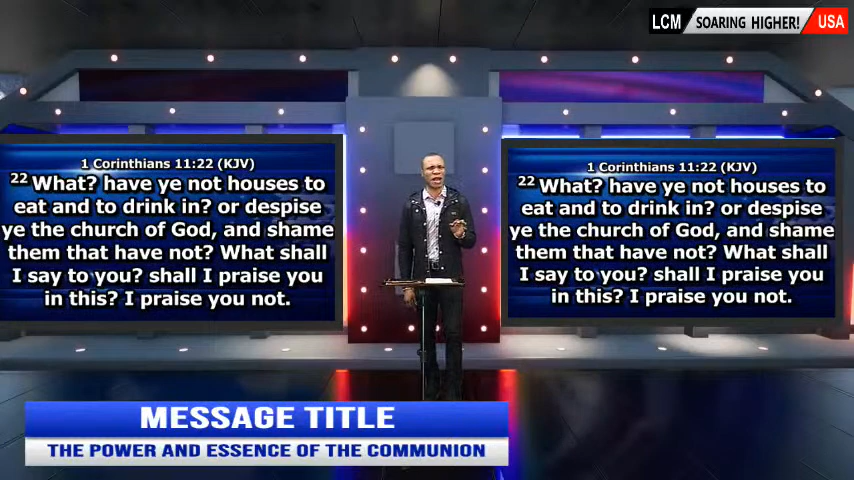 LCM SOARING HIGHER! USA
1 Corinthians 11:22 (KJV)
22 What? have ye not houses to
eat and to drink in? or despise
ye the church of God, and shame
them that have not? What shall
I say to you? shall I praise you
in this? I praise you not.
1 Corinthians 11:22 (KJV)
22 What? have ye not houses to
eat and to drink in? or despise
ye the church of God, and shame
them that have not? What shall
I say to you? shall I praise you
in this? I praise you not.
MESSAGE TITLE
THE POWER AND ESSENCE OF THE COMMUNION